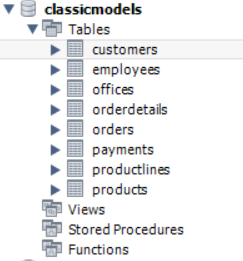 classicmodels
Tables
customers
employees
offices
orderdetails
orders
payments
productlines
products
Views
Stored Procedures
Functions